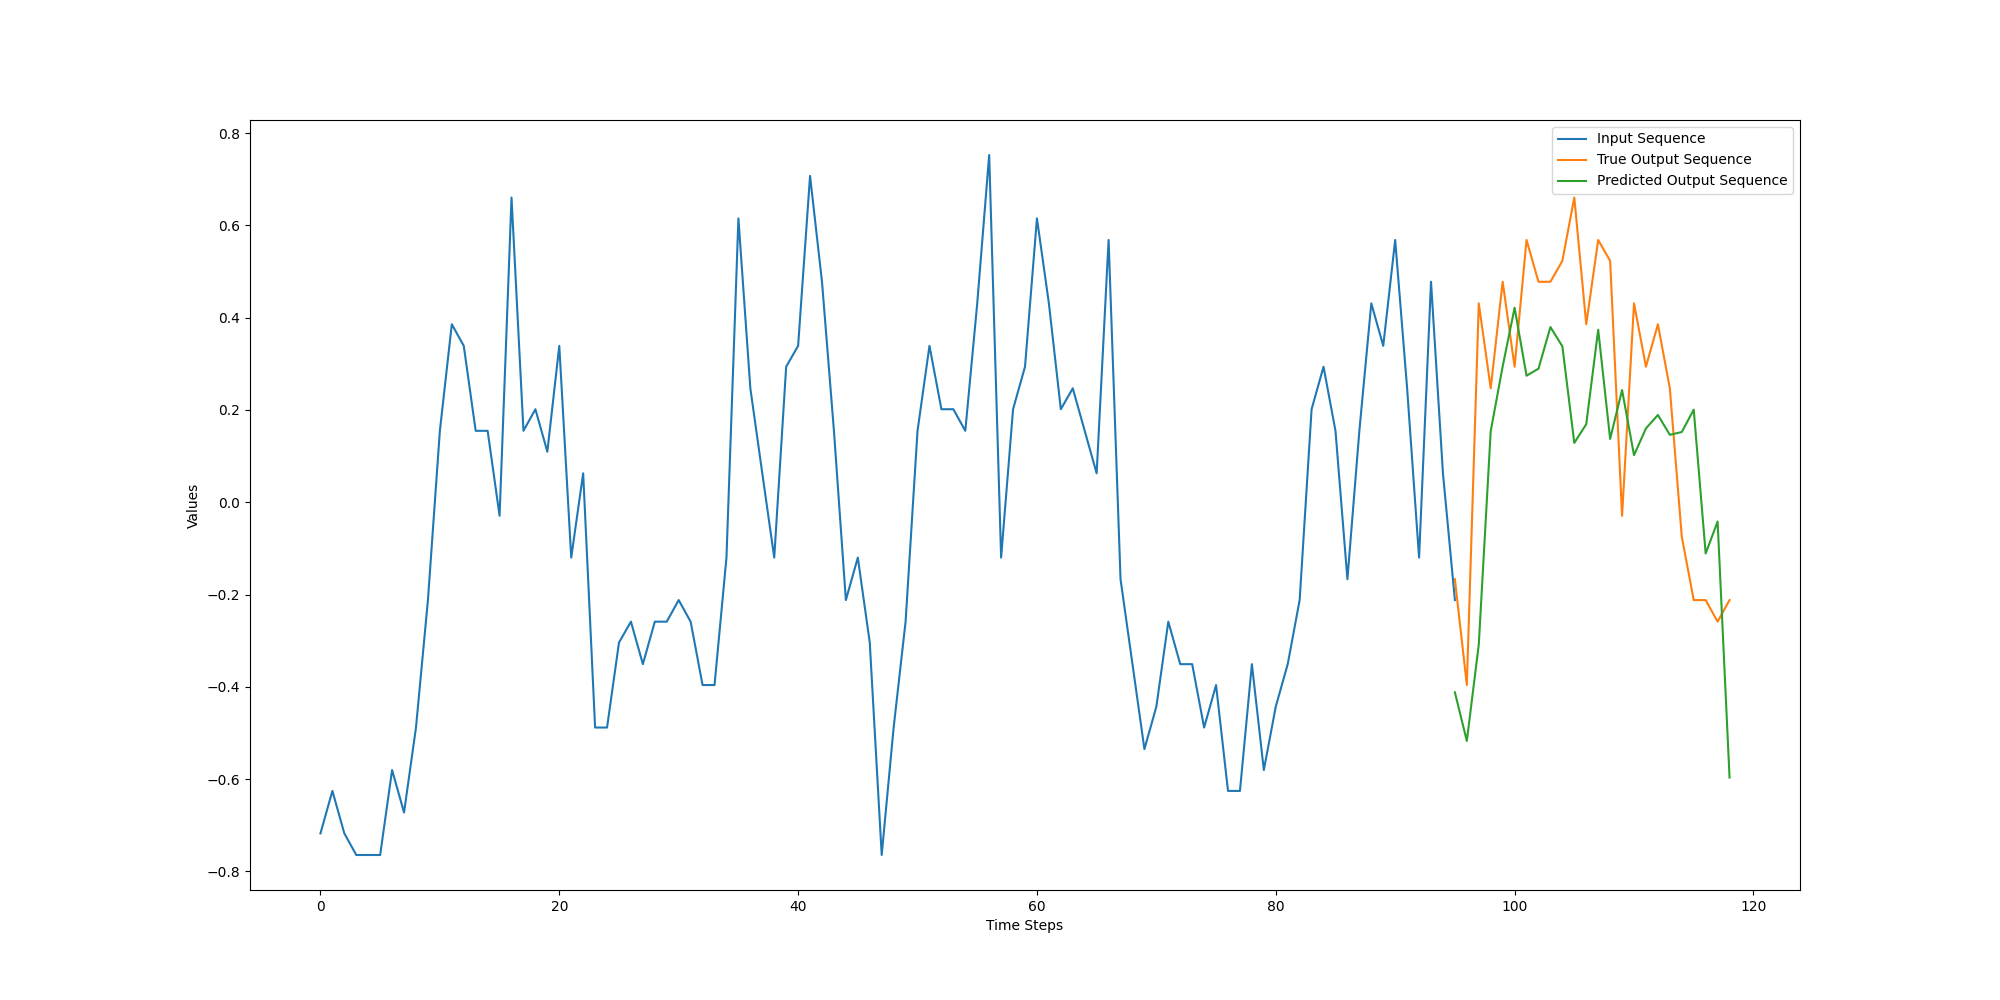 Input Sequence
True Output Sequence
Predicted Output Sequence
0.8
0.6
0.4
0.2
0.0
−0.2
−0.4
−0.6
−0.8
Values
0 20 40 60 80 100 120
Time Steps